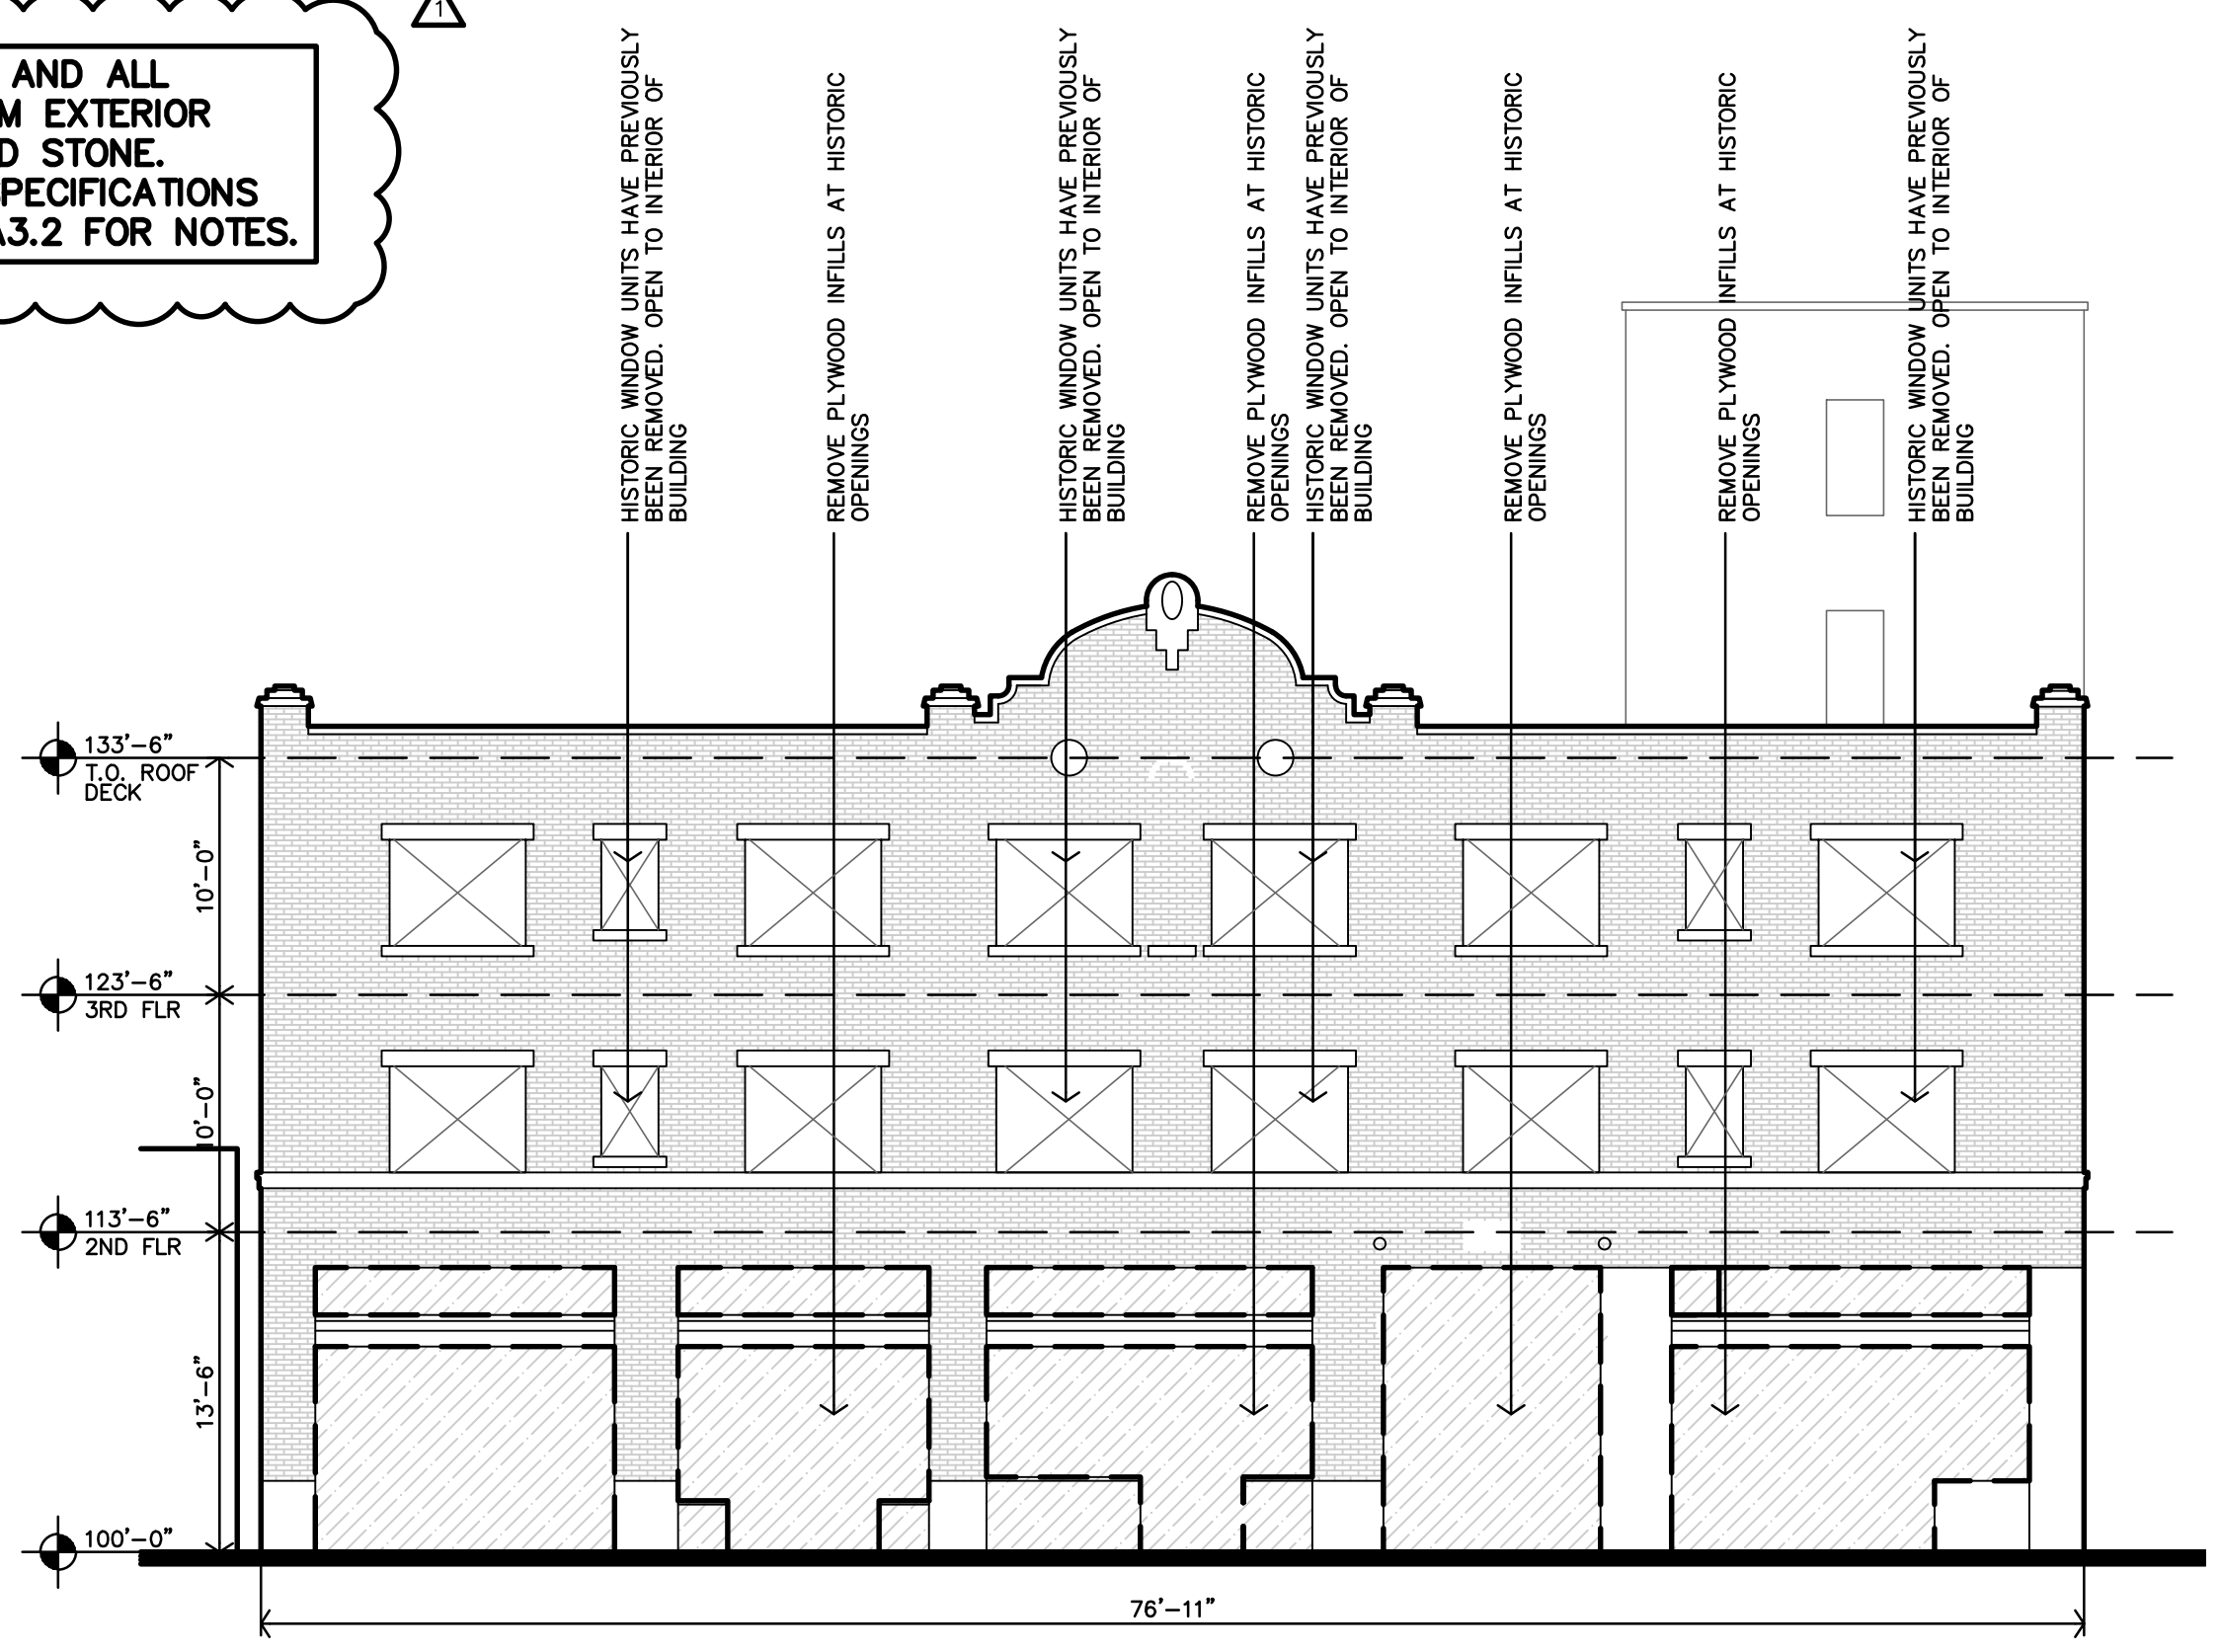 1
AND ALL
M EXTERIOR
D STONE.
SPECIFICATIONS
A3.2 FOR NOTES.
HISTORIC WINDOW UNITS HAVE PREVIOUSLY
BEEN REMOVED. OPEN TO INTERIOR OF
BUILDING
REMOVE PLYWOOD INFILLS AT HISTORIC
OPENINGS
HISTORIC WINDOW UNITS HAVE PREVIOUSLY
BEEN REMOVED. OPEN TO INTERIOR OF
BUILDING
REMOVE PLYWOOD INFILLS AT HISTORIC
OPENINGS
HISTORIC WINDOW UNITS HAVE PREVIOUSLY
BEEN REMOVED. OPEN TO INTERIOR OF
BUILDING
REMOVE PLYWOOD INFILLS AT HISTORIC
OPENINGS
REMOVE PLYWOOD INFILLS AT HISTORIC
OPENINGS
HISTORIC WINDOW UNITS HAVE PREVIOUSLY
BEEN REMOVED. OPEN TO INTERIOR OF
BUILDING
133'-6"
T.O. ROOF
DECK
10'-0"
123'-6"
3RD FLR
10'-0"
113'-6"
2ND FLR
13'-6"
100'-0"
76'-11"